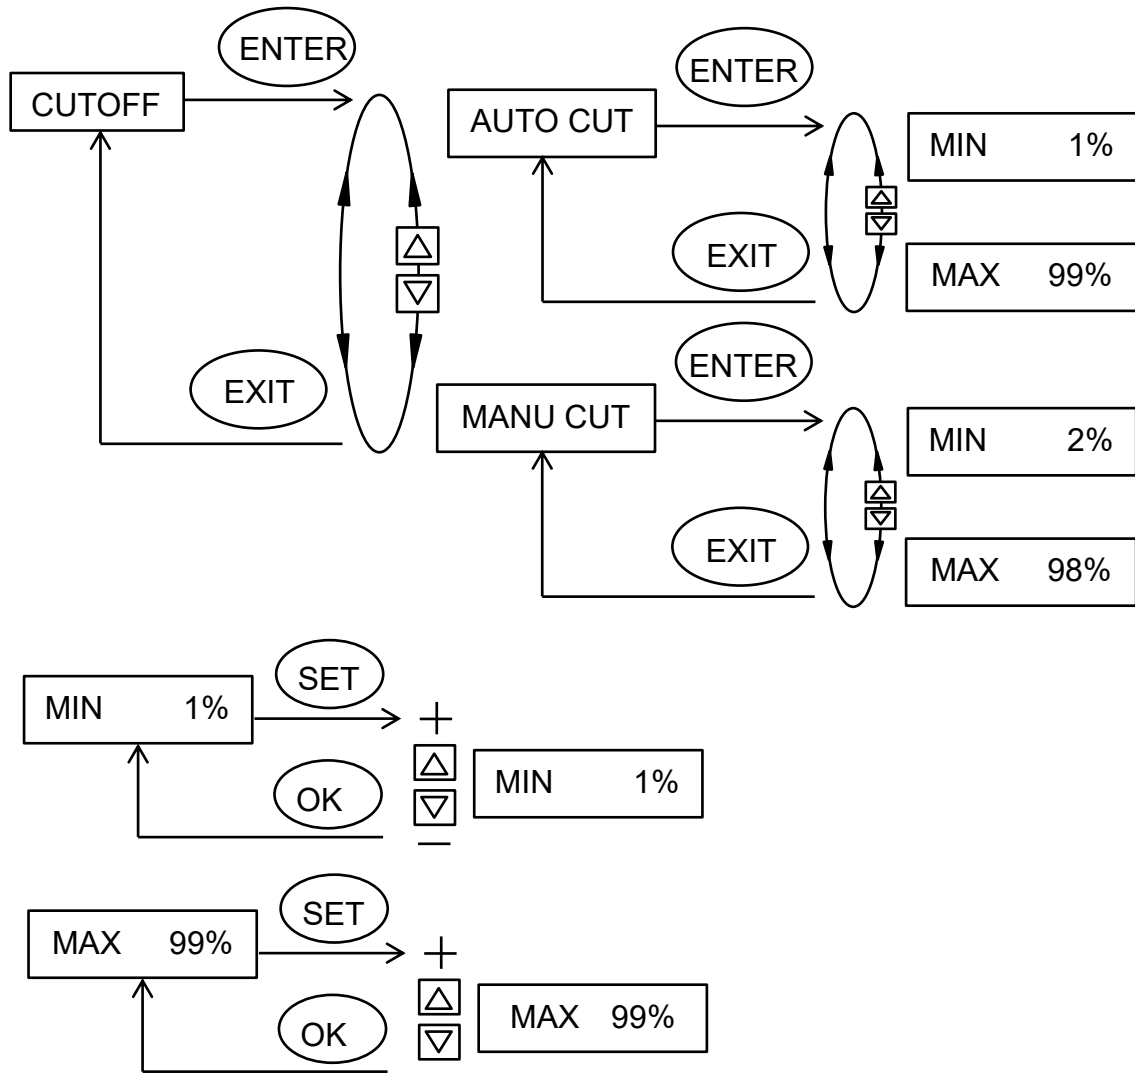 ENTER
CUTOFF
EXIT
ENTER
AUTO CUT
EXIT
MIN 1%
MAX 99%
ENTER
MANU CUT
EXIT
MIN 2%
MAX 98%
SET
MIN 1%
OK
+
−
MIN 1%
SET
MAX 99%
OK
+
MAX 99%